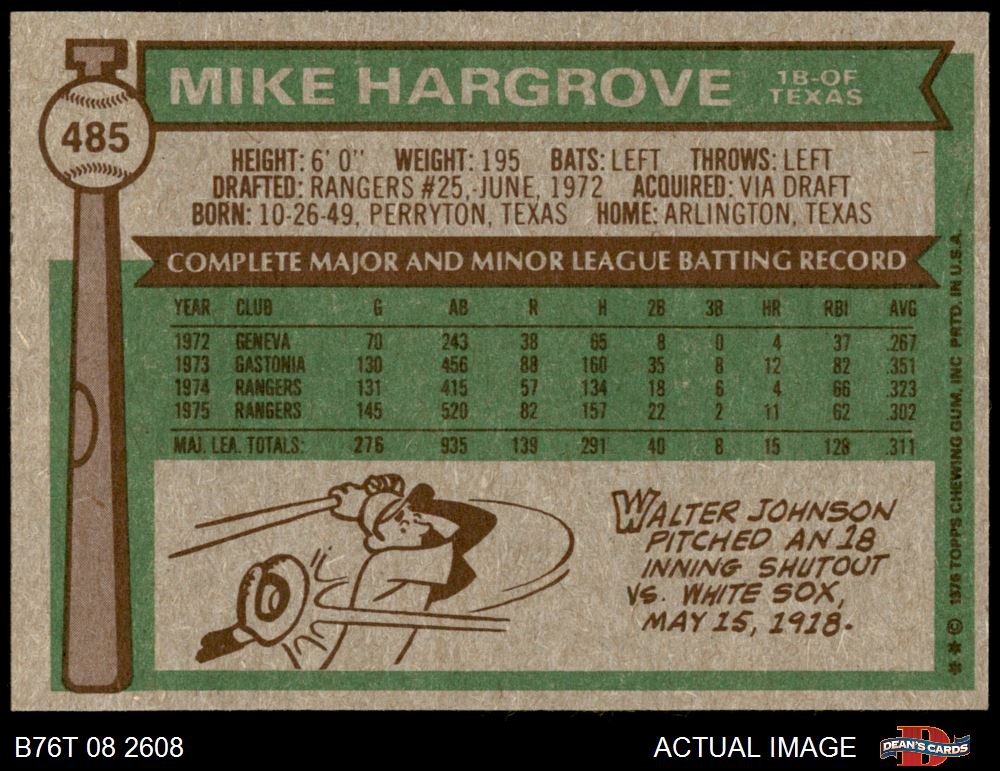 485
MIKE HARGROVE
1B-OF
TEXAS
HEIGHT: 6' 0" WEIGHT: 195 BATS: LEFT THROWS: LEFT
DRAFTED: RANGERS #25,-JUNE, 1972 ACQUIRED: VIA DRAFT
BORN: 10-26-49, PERRYTON, TEXAS HOME: ARLINGTON, TEXAS
COMPLETE MAJOR AND MINOR LEAGUE BATTING RECORD
YEAR CLUB G AB R H 2B 3B HR RBI AVG
1972 GENEVA 70 243 38 65 8 0 4 37 .267
1973 GASTONIA 130 456 88 160 35 8 12 82 .351
1974 RANGERS 131 415 57 134 18 6 4 66 .323
1975 RANGERS 145 520 82 157 22 2 11 62 .302
MAJ. LEA. TOTALS: 276 935 139 291 40 8 15 128 .311
WALTER JOHNSON
PITCHED AN 18
INNING SHUTOUT
VS. WHITE SOX,
MAY 15, 1918.
* * © 1976 TOPPS CHEWING GUM, INC PRTD. IN U.S.A.
B76T 08 2608
ACTUAL IMAGE
DEAN'S CARDS